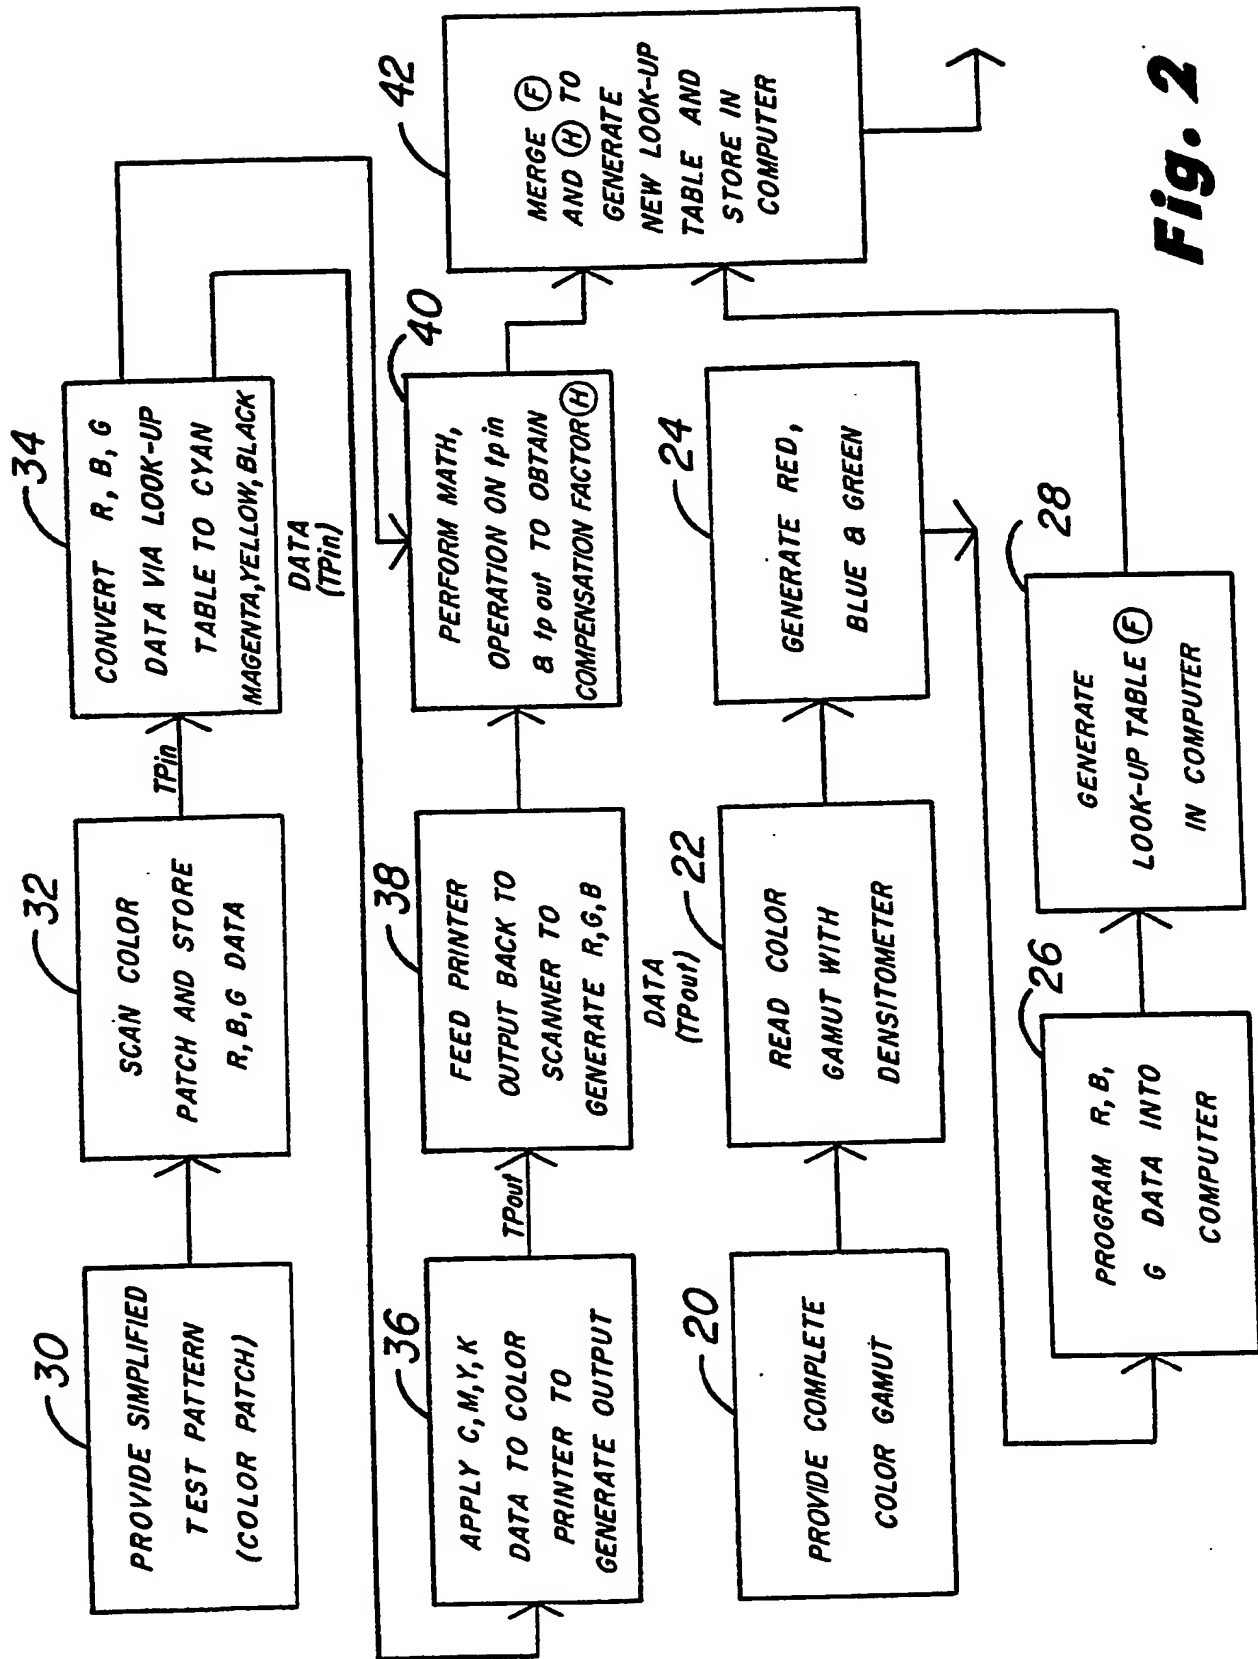 30
PROVIDE SIMPLIFIED
TEST PATTERN
(COLOR PATCH)
32
SCAN COLOR
PATCH AND STORE
R, B, G DATA
TPin
34
CONVERT R, B, G
DATA VIA LOOK-UP
TABLE TO CYAN
MAGENTA, YELLOW, BLACK
DATA
(TPin)
36
APPLY C, M, Y, K
DATA TO COLOR
PRINTER TO
GENERATE OUTPUT
TPout
38
FEED PRINTER
OUTPUT BACK TO
SCANNER TO
GENERATE R, G, B
DATA
(TPout)
40
PERFORM MATH,
OPERATION ON tpin
& tpout TO OBTAIN
COMPENSATION FACTOR (H)
42
MERGE (F)
AND (H) TO
GENERATE
NEW LOOK-UP
TABLE AND
STORE IN
COMPUTER
20
PROVIDE COMPLETE
COLOR GAMUT
22
READ COLOR
GAMUT WITH
DENSITOMETER
24
GENERATE RED,
BLUE & GREEN
26
PROGRAM R, B,
G DATA INTO
COMPUTER
28
GENERATE
LOOK-UP TABLE (F)
IN COMPUTER
Fig. 2